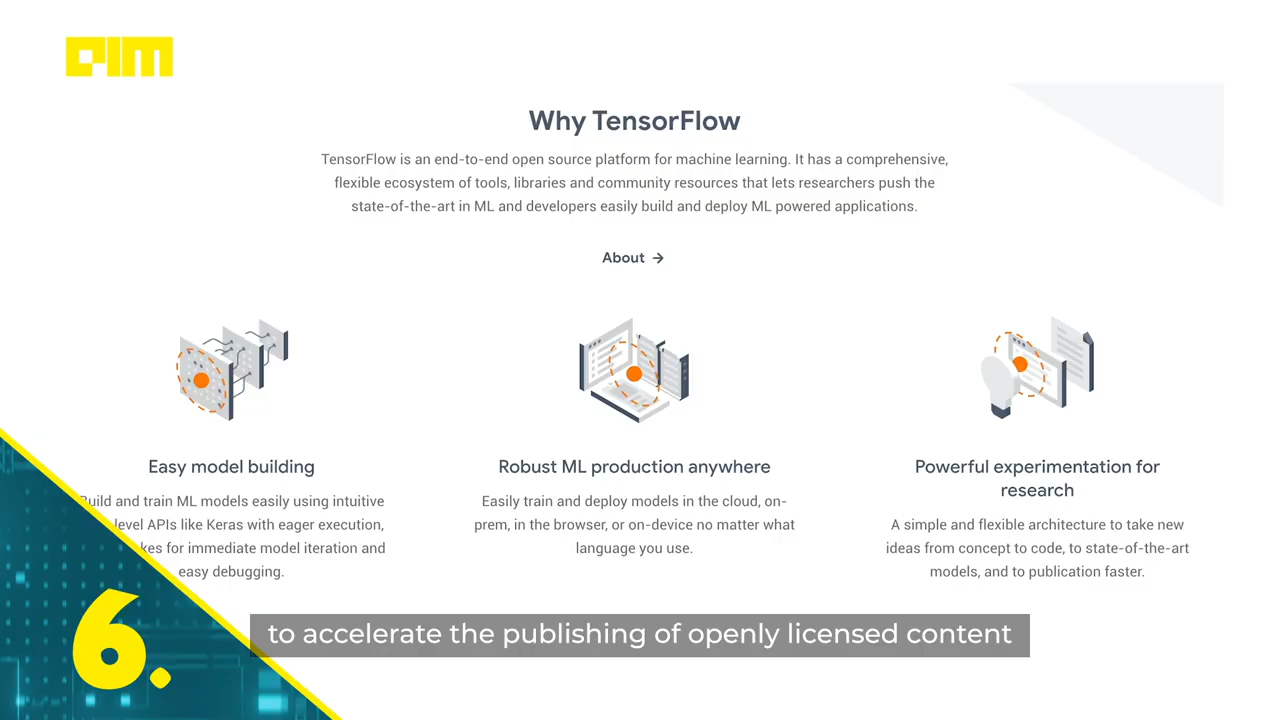 AIM
Why TensorFlow
TensorFlow is an end-to-end open source platform for machine learning. It has a comprehensive,
flexible ecosystem of tools, libraries and community resources that lets researchers push the
state-of-the-art in ML and developers easily build and deploy ML powered applications.
About →
Easy model building
Build and train ML models easily using intuitive
level APIs like Keras with eager execution,
kes for immediate model iteration and
easy debugging.
Robust ML production anywhere
Easily train and deploy models in the cloud, on-
prem, in the browser, or on-device no matter what
language you use.
Powerful experimentation for
research
A simple and flexible architecture to take new
ideas from concept to code, to state-of-the-art
models, and to publication faster.
6.
to accelerate the publishing of openly licensed content